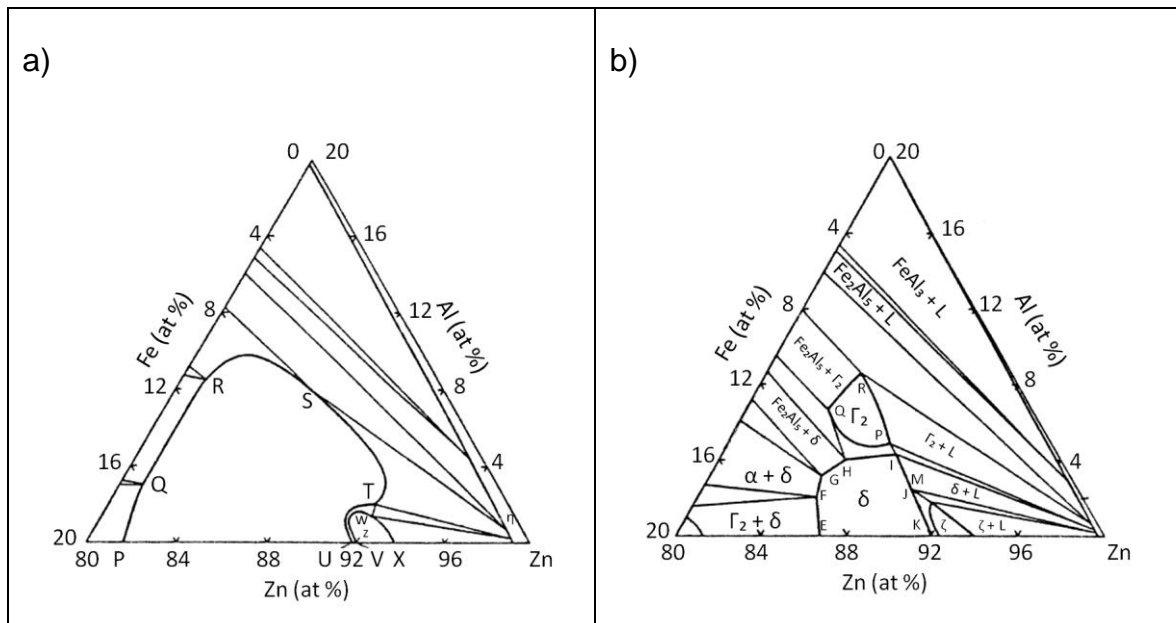 a)
0 20
4 16
8 12
Fe (at %) Al (at %)
12 R 8
S
16 4
Q T
w η
z
20
80 P 84 88 U 92 V X 96 Zn
Zn (at %)
b)
0 20
4 16
FeAl₃ + L
Fe₂Al₅ + L
8 12
Fe (at %) Al (at %)
Fe₂Al₅ + Γ₂
12 R 8
Q Γ₂
Fe₂Al₅ + δ
P Γ₂ + L
16 H I 4
α + δ G M
F δ J δ + L
Γ₂ + δ E K ζ ζ + L
20
80 84 88 92 96 Zn
Zn (at %)